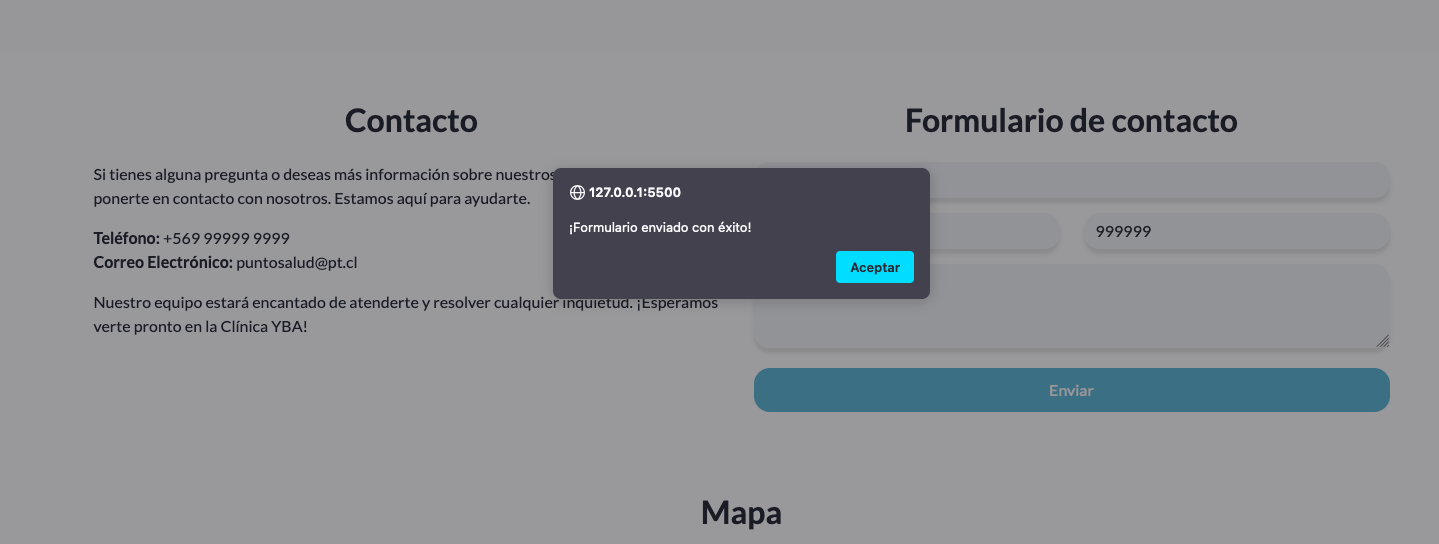 Contacto
Si tienes alguna pregunta o deseas más información sobre nuestros
ponerte en contacto con nosotros. Estamos aquí para ayudarte.
Teléfono: +569 99999 9999
Correo Electrónico: puntosalud@pt.cl
Nuestro equipo estará encantado de atenderte y resolver cualquier inquietud. ¡Esperamos
verte pronto en la Clínica YBA!
127.0.0.1:5500
¡Formulario enviado con éxito!
Aceptar
Formulario de contacto
999999
Enviar
Mapa